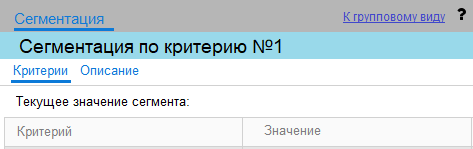 Сегментация К групповому виду ?
Сегментация по критерию №1
Критерии Описание
Текущее значение сегмента:
Критерий Значение